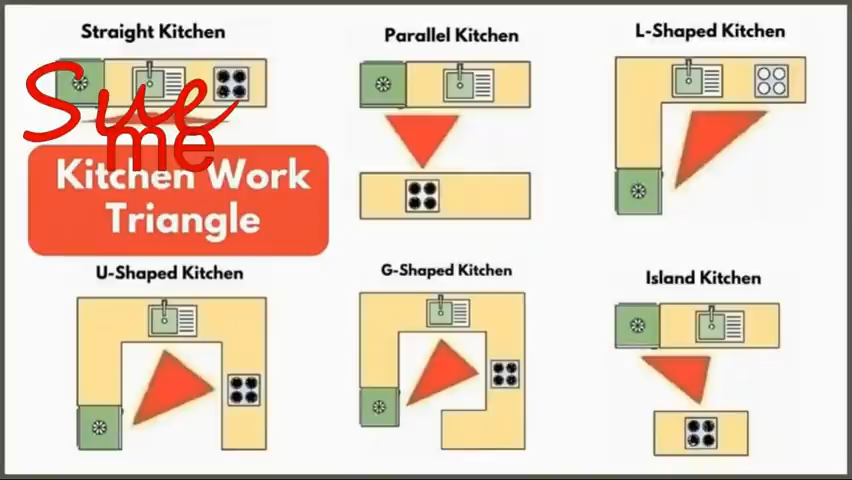 Straight Kitchen
Parallel Kitchen
L-Shaped Kitchen
Sue
me
Kitchen Work
Triangle
U-Shaped Kitchen
G-Shaped Kitchen
Island Kitchen